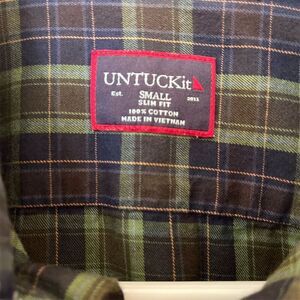 UNTUCKit
Est. SMALL 2011
SLIM FIT
100% COTTON
MADE IN VIETNAM